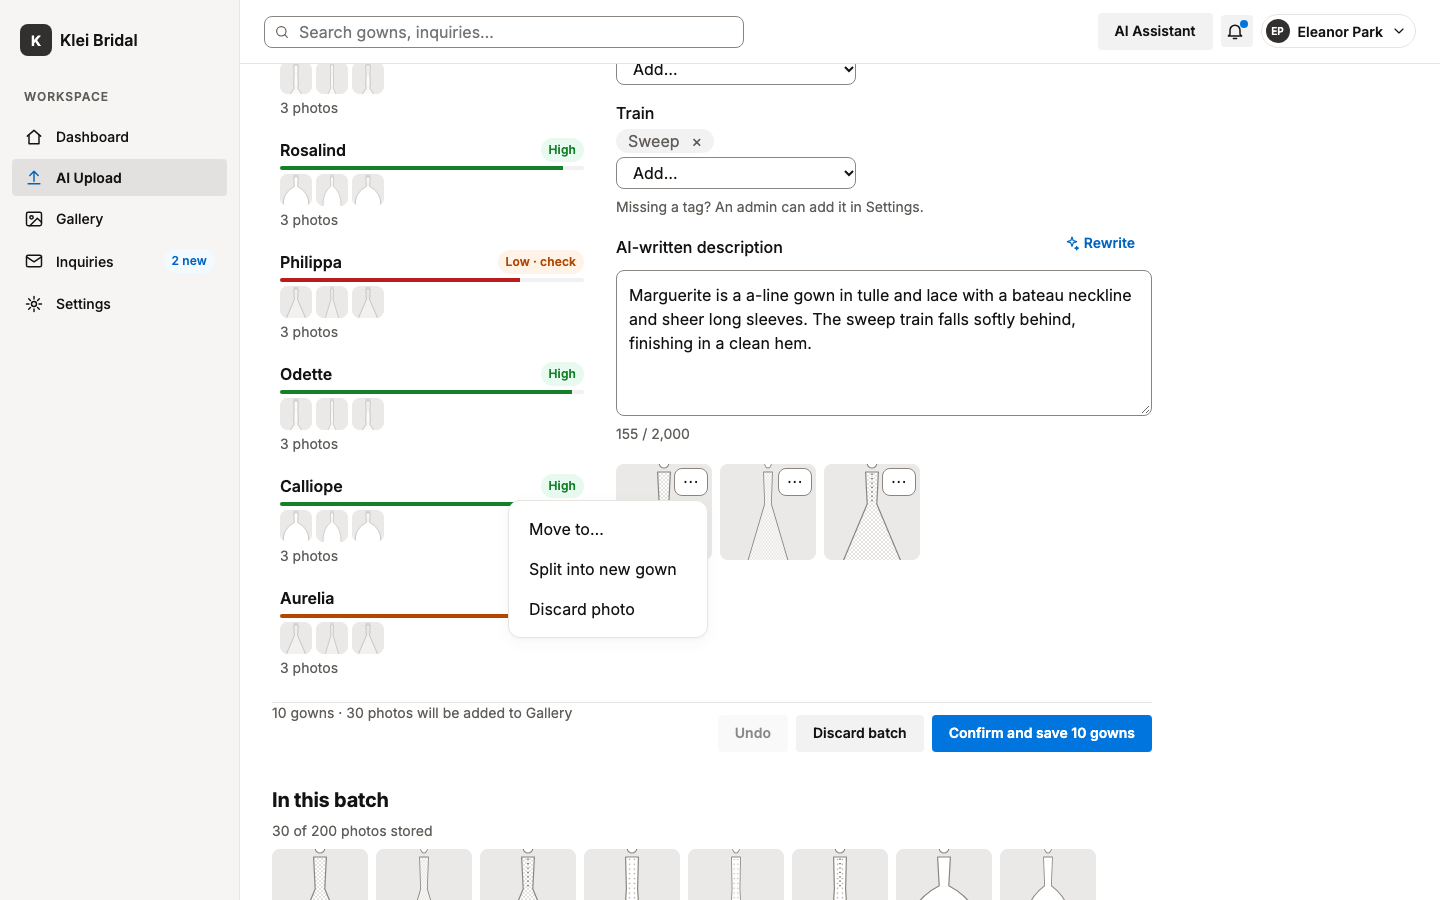 K
Klei Bridal
WORKSPACE
Dashboard
AI Upload
Gallery
Inquiries
2 new
Settings
Search gowns, inquiries...
AI Assistant
EP
Eleanor Park
3 photos
Rosalind
High
3 photos
Philippa
Low · check
3 photos
Odette
High
3 photos
Calliope
High
3 photos
Aurelia
3 photos
Add...
Train
Sweep ×
Add...
Missing a tag? An admin can add it in Settings.
AI-written description
Rewrite
Marguerite is a a-line gown in tulle and lace with a bateau neckline
and sheer long sleeves. The sweep train falls softly behind,
finishing in a clean hem.
155 / 2,000
Move to...
Split into new gown
Discard photo
10 gowns · 30 photos will be added to Gallery
Undo
Discard batch
Confirm and save 10 gowns
In this batch
30 of 200 photos stored